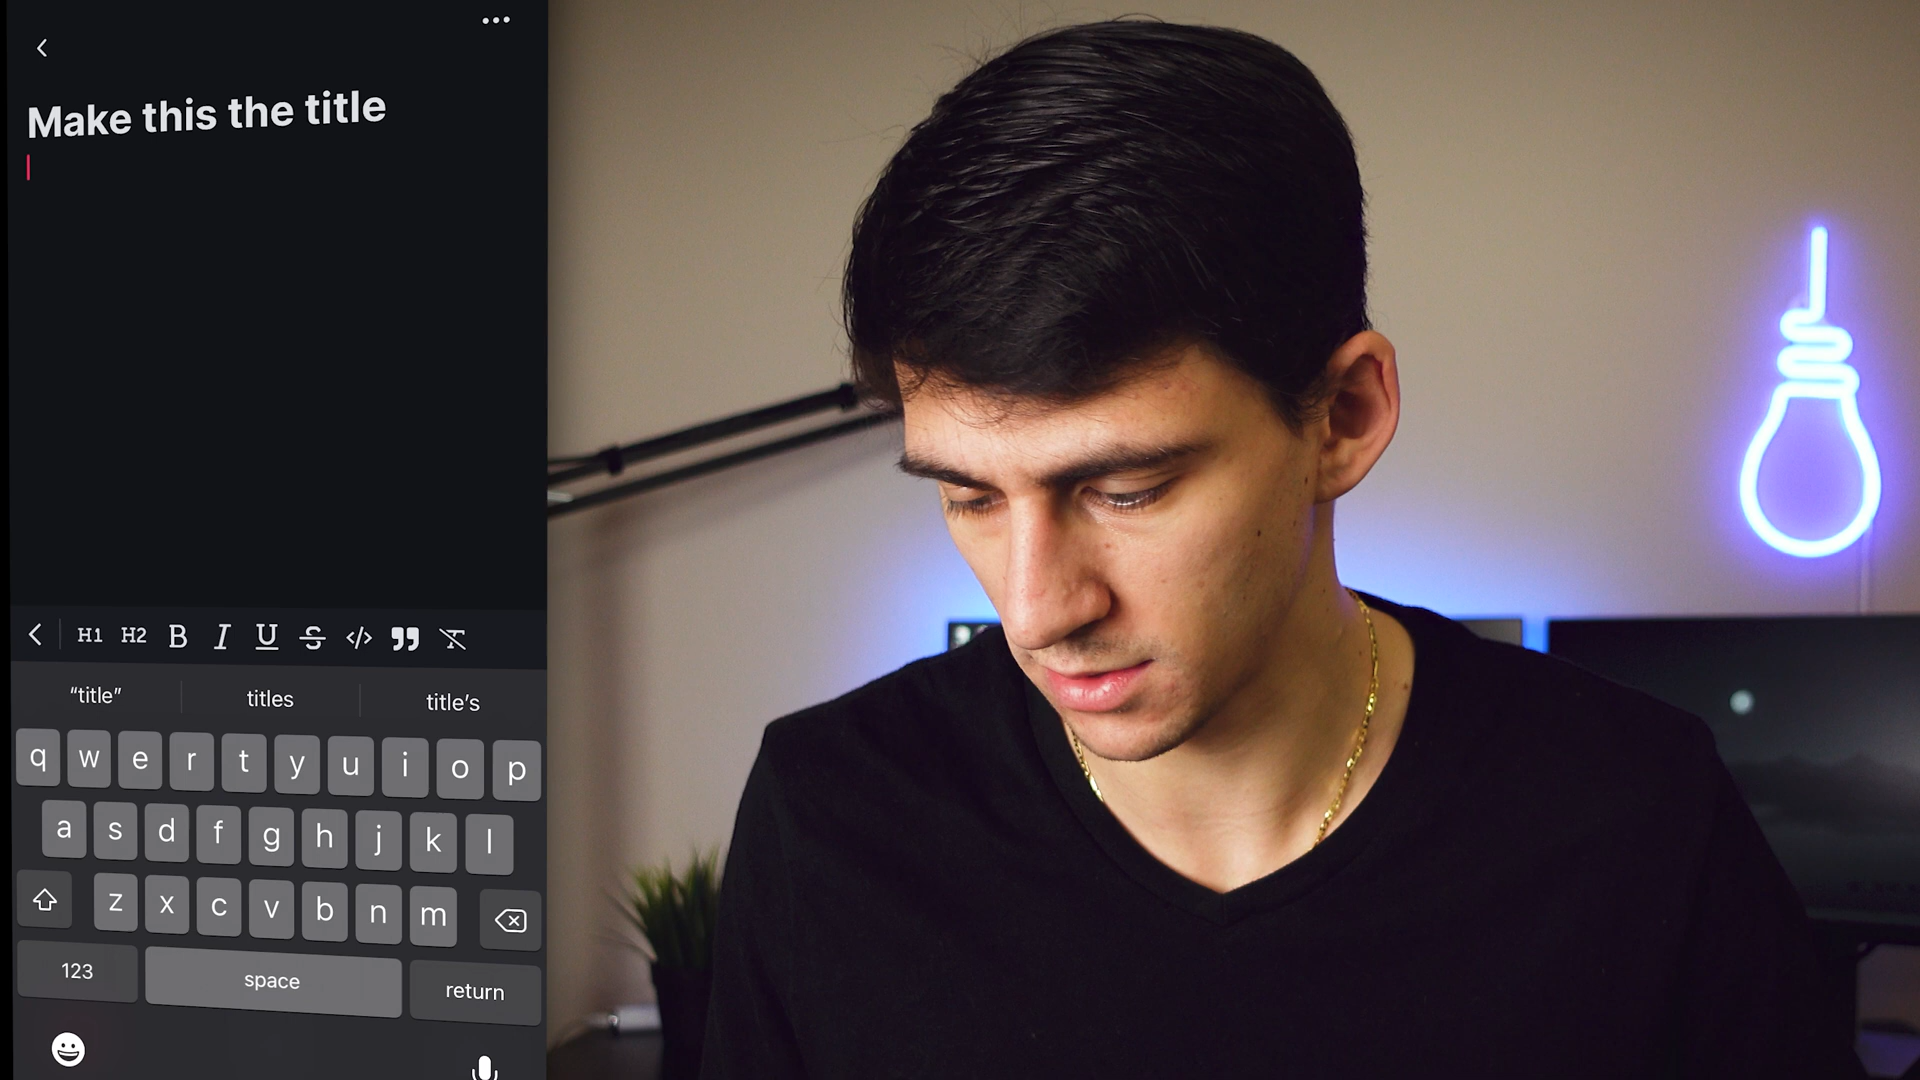 Make this the title
H1 H2 B I U S </> ❞ T
“title” titles title’s
q w e r t y u i o p
a s d f g h j k l
z x c v b n m
123 space return